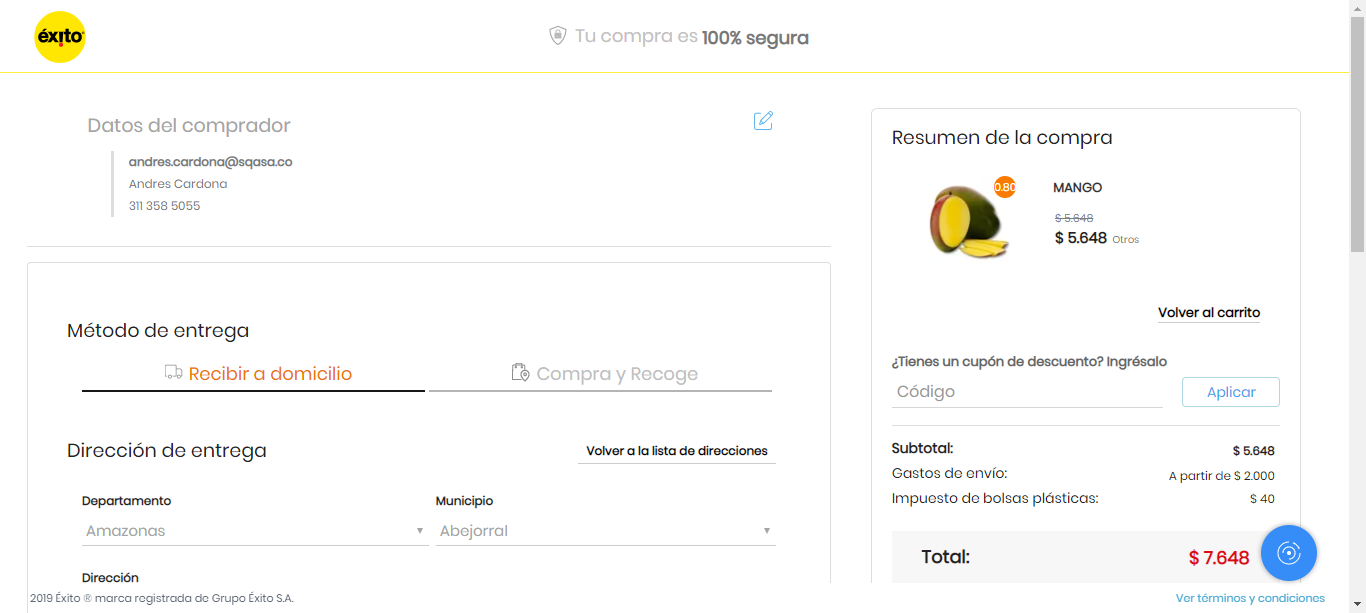 éxito
Tu compra es 100% segura
Datos del comprador
andres.cardona@sqasa.co
Andres Cardona
311 358 5055
Método de entrega
Recibir a domicilio
Compra y Recoge
Dirección de entrega
Volver a la lista de direcciones
Departamento
Municipio
Amazonas
Abejorral
Dirección
Resumen de la compra
0.80
MANGO
$ 5.648
$ 5.648 Otros
Volver al carrito
¿Tienes un cupón de descuento? Ingrésalo
Código
Aplicar
Subtotal: $ 5.648
Gastos de envío: A partir de $ 2.000
Impuesto de bolsas plásticas: $ 40
Total: $ 7.648
2019 Éxito ® marca registrada de Grupo Éxito S.A.
Ver términos y condiciones